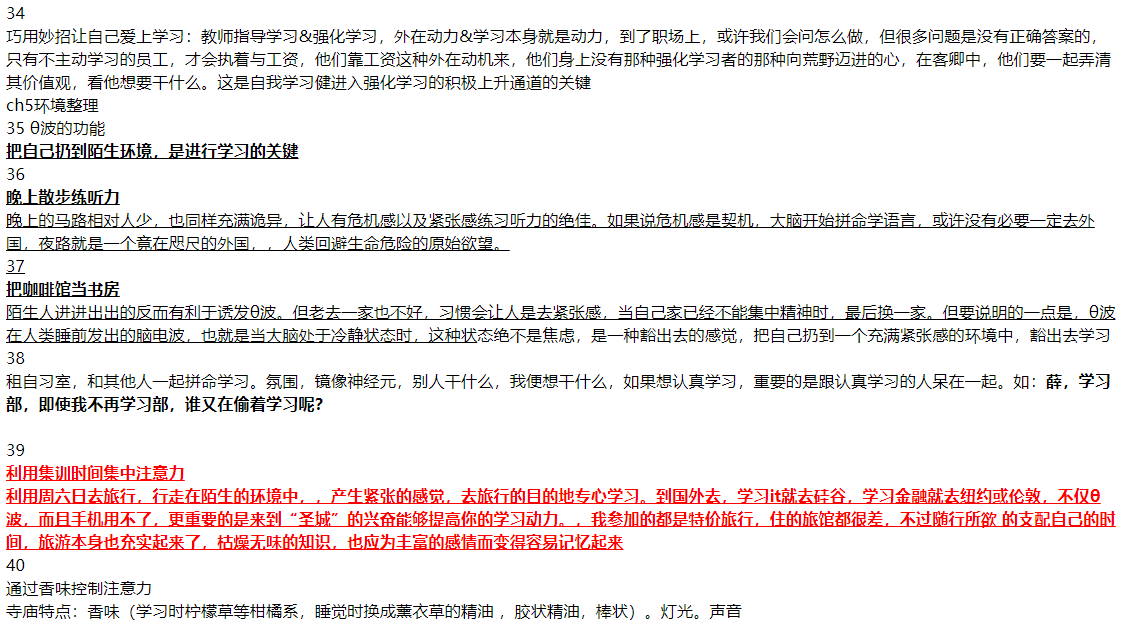 34
巧用妙招让自己爱上学习：教师指导学习&强化学习，外在动力&学习本身就是动力，到了职场上，或许我们会问怎么做，但很多问题是没有正确答案的，
只有不主动学习的员工，才会执着与工资，他们靠工资这种外在动机来，他们身上没有那种强化学习者的那种向荒野迈进的心，在客卿中，他们要一起弄清
其价值观，看他想要干什么。这是自我学习健进入强化学习的积极上升通道的关键
ch5环境整理
35 θ波的功能
把自己扔到陌生环境，是进行学习的关键
36
晚上散步练听力
晚上的马路相对人少，也同样充满诡异，让人有危机感以及紧张感练习听力的绝佳。如果说危机感是契机，大脑开始拼命学语言，或许没有必要一定去外
国，夜路就是一个竟在咫尺的外国，，人类回避生命危险的原始欲望。
37
把咖啡馆当书房
陌生人进进出出的反而有利于诱发θ波。但老去一家也不好，习惯会让人是去紧张感，当自己家已经不能集中精神时，最后换一家。但要说明的一点是，θ波
在人类睡前发出的脑电波，也就是当大脑处于冷静状态时，这种状态绝不是焦虑，是一种豁出去的感觉，把自己扔到一个充满紧张感的环境中，豁出去学习
38
租自习室，和其他人一起拼命学习。氛围，镜像神经元，别人干什么，我便想干什么，如果想认真学习，重要的是跟认真学习的人呆在一起。如：薛，学习
部，即使我不再学习部，谁又在偷着学习呢？
39
利用集训时间集中注意力
利用周六日去旅行，行走在陌生的环境中，，产生紧张的感觉，去旅行的目的地专心学习。到国外去，学习it就去硅谷，学习金融就去纽约或伦敦，不仅θ
波，而且手机用不了，更重要的是来到“圣城”的兴奋能够提高你的学习动力。，我参加的都是特价旅行，住的旅馆都很差，不过随行所欲 的支配自己的时
间，旅游本身也充实起来了，枯燥无味的知识，也应为丰富的感情而变得容易记忆起来
40
通过香味控制注意力
寺庙特点：香味（学习时柠檬草等柑橘系，睡觉时换成薰衣草的精油 ，胶状精油，棒状）。灯光。声音